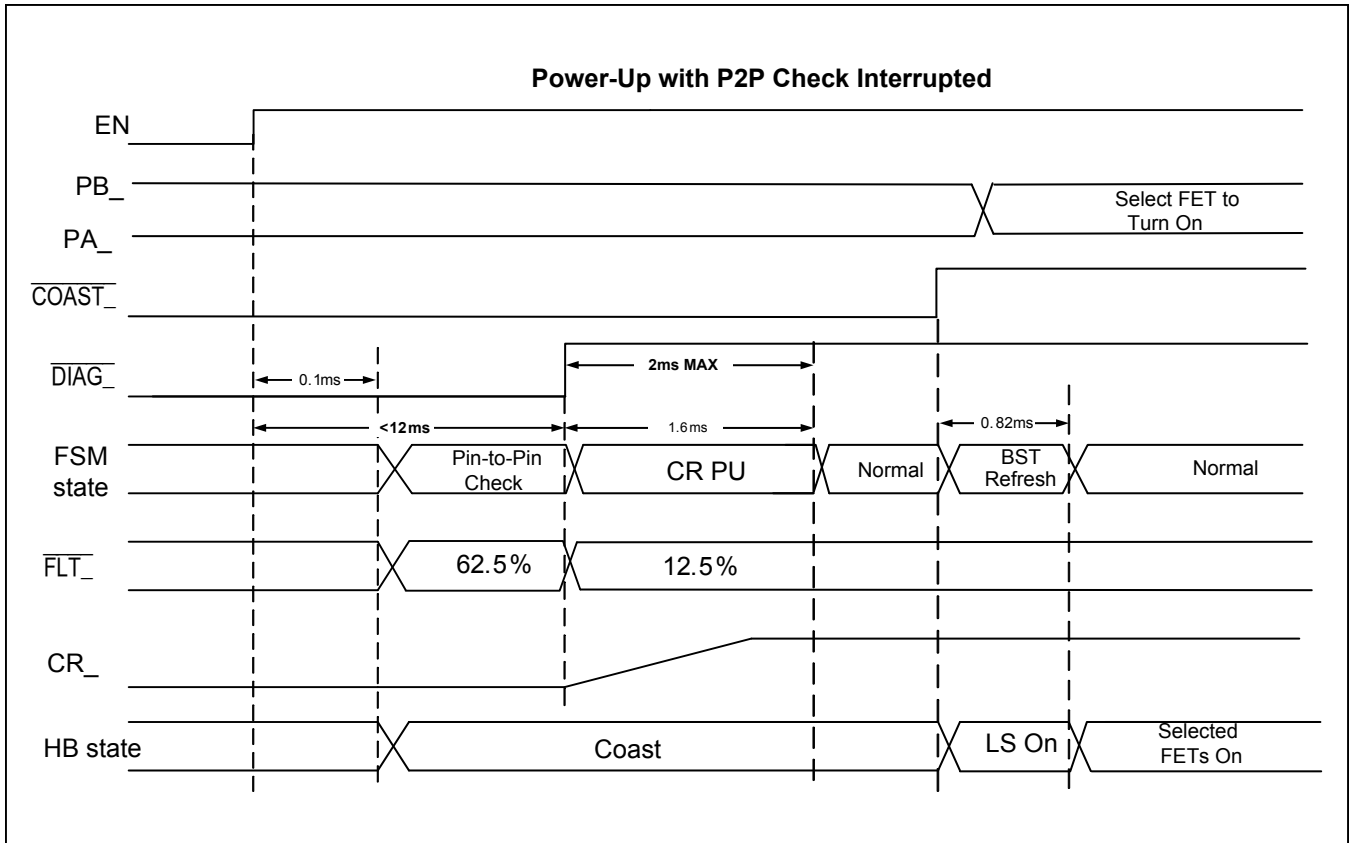 Power-Up with P2P Check Interrupted
EN
PB_
Select FET to
Turn On
PA_
COAST_
DIAG_
0.1ms
2ms MAX
<12ms
1.6ms
0.82ms
FSM
state
Pin-to-Pin
Check
CR PU
Normal
BST
Refresh
Normal
FLT_
62.5%
12.5%
CR_
HB state
Coast
LS On
Selected
FETs On